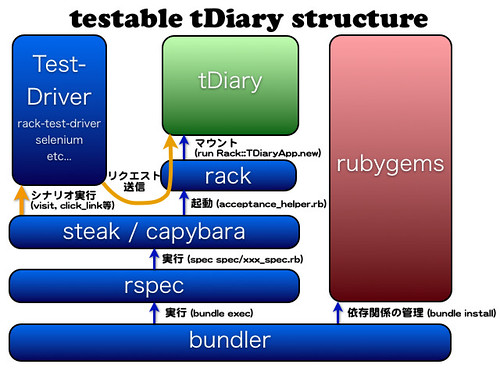 testable tDiary structure
Test-
Driver
rack-test-driver
selenium
etc...
tDiary
rubygems
マウント
(run Rack::TDiaryApp.new)
リクエスト
送信
rack
シナリオ実行
(visit, click_link等)
起動 (acceptance_helper.rb)
steak / capybara
実行 (spec spec/xxx_spec.rb)
rspec
実行 (bundle exec)
依存関係の管理 (bundle install)
bundler